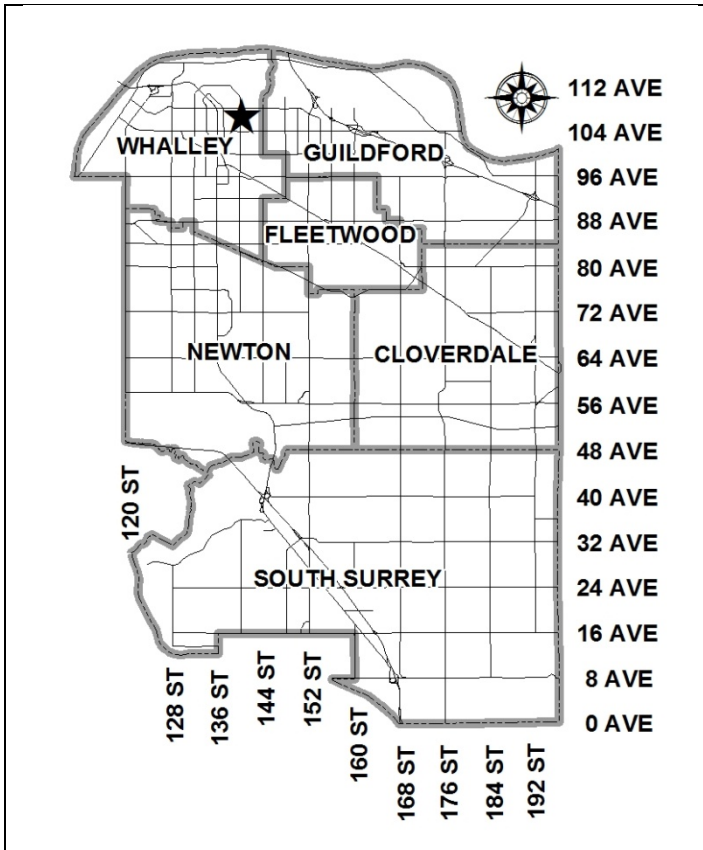 112 AVE
104 AVE
WHALLEY
GUILDFORD
96 AVE
88 AVE
FLEETWOOD
80 AVE
72 AVE
NEWTON
CLOVERDALE
64 AVE
56 AVE
48 AVE
120 ST
40 AVE
32 AVE
SOUTH SURREY
24 AVE
16 AVE
128 ST
136 ST
144 ST
152 ST
160 ST
8 AVE
0 AVE
168 ST
176 ST
184 ST
192 ST